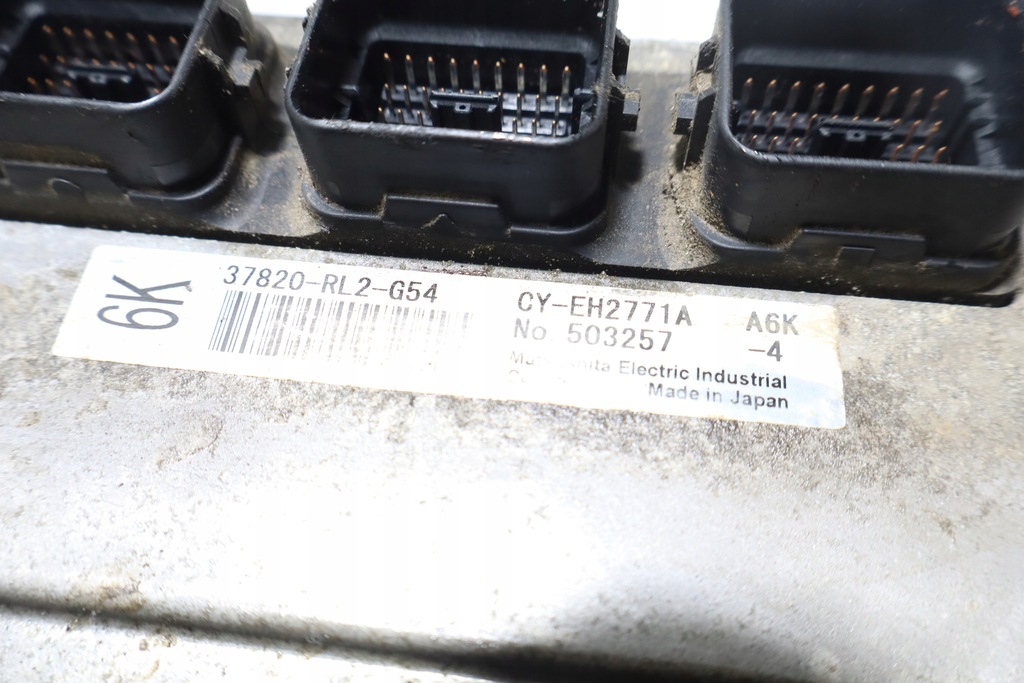 6K
37820-RL2-G54
CY-EH2771A A6K
No 503257 -4
Electric Industrial
Made in Japan